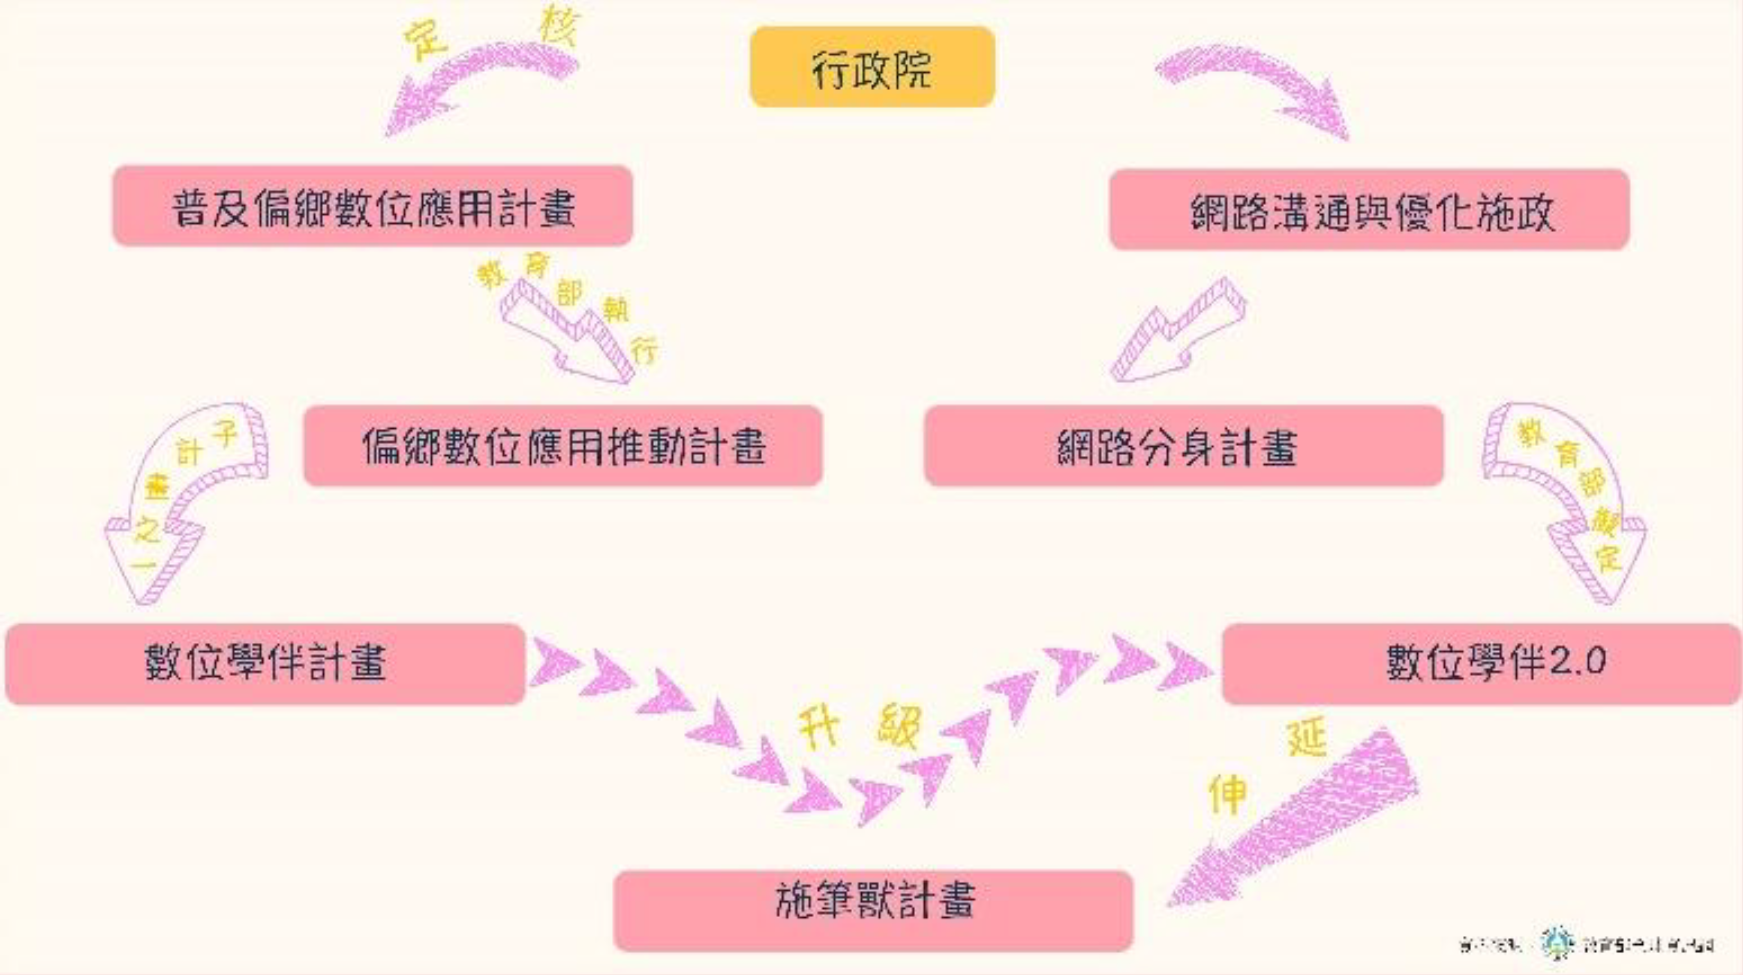 核定
行政院
普及偏鄉數位應用計畫
網路溝通與優化施政
教育部執行
偏鄉數位應用推動計畫
網路分身計畫
子計畫之一
教育部擬定
數位學伴計畫
數位學伴2.0
升級
延伸
施筆獸計畫